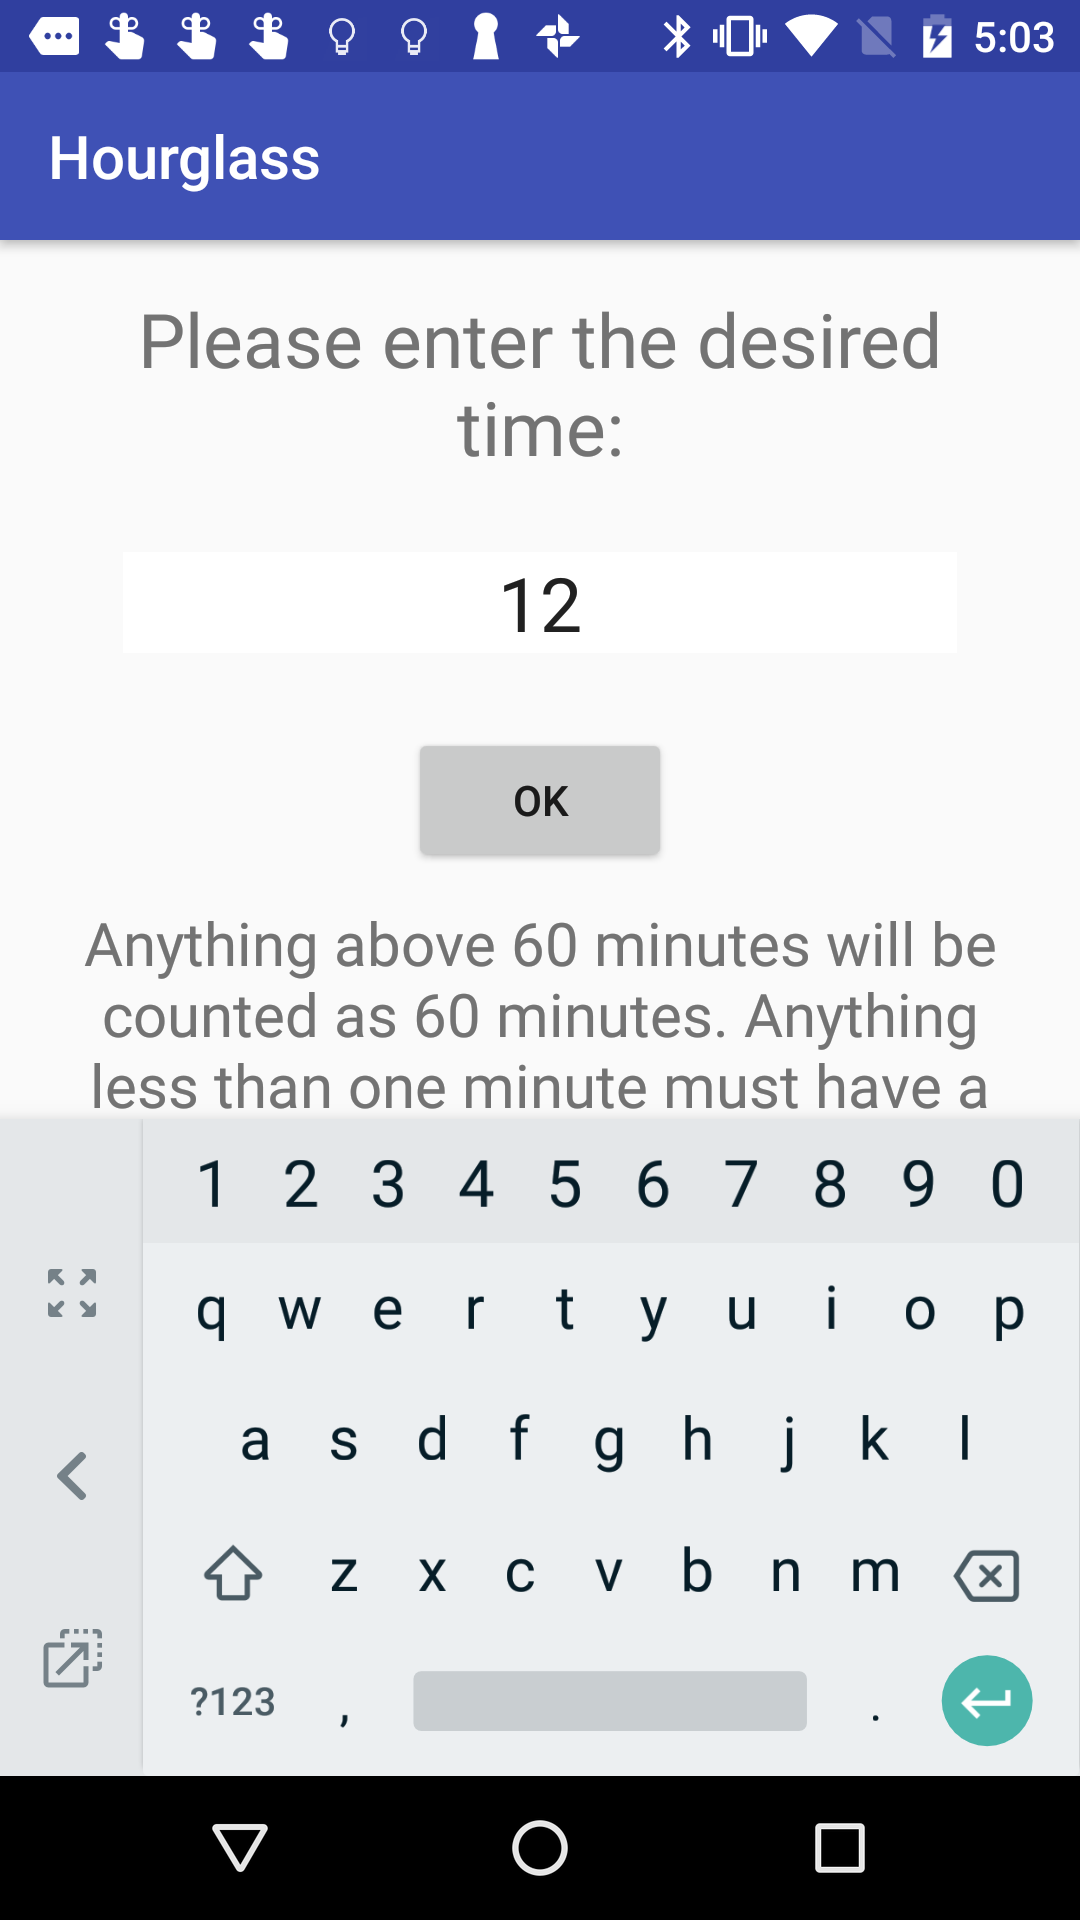 5:03
Hourglass
Please enter the desired
time:
12
OK
Anything above 60 minutes will be
counted as 60 minutes. Anything
less than one minute must have a
1 2 3 4 5 6 7 8 9 0
q w e r t y u i o p
a s d f g h j k l
z x c v b n m
?123 , .